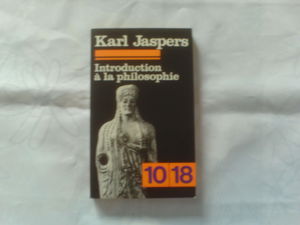 Karl Jaspers
Introduction
à la philosophie
10 18